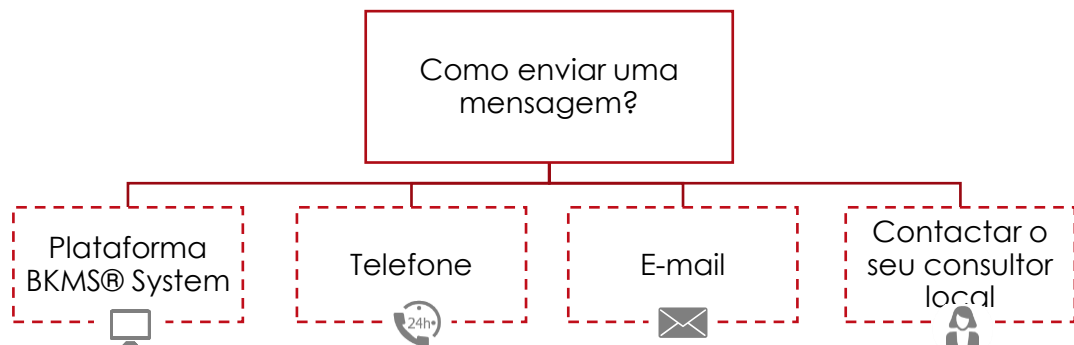 Como enviar uma
mensagem?
Plataforma
BKMS® System
Telefone
E-mail
Contactar o
seu consultor
local
24h